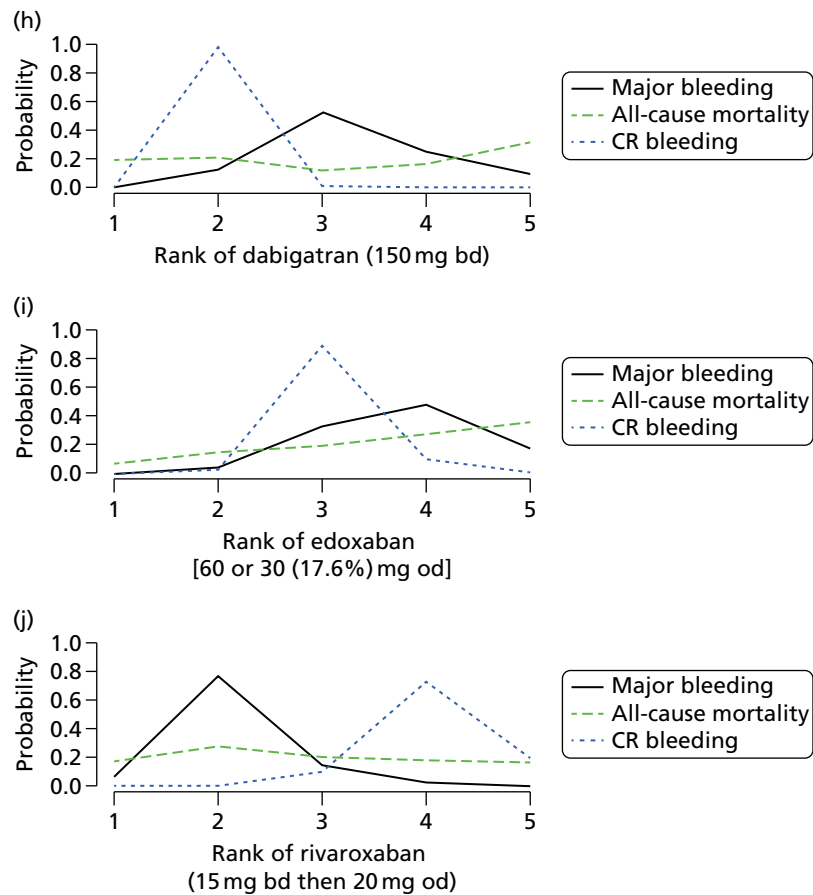 (h)
1.0
0.8
0.6
0.4
0.2
0.0
Probability
1 2 3 4 5
Rank of dabigatran (150 mg bd)
Major bleeding
All-cause mortality
CR bleeding
(i)
1.0
0.8
0.6
0.4
0.2
0.0
Probability
1 2 3 4 5
Rank of edoxaban
[60 or 30 (17.6%) mg od]
Major bleeding
All-cause mortality
CR bleeding
(j)
1.0
0.8
0.6
0.4
0.2
0.0
Probability
1 2 3 4 5
Rank of rivaroxaban
(15 mg bd then 20 mg od)
Major bleeding
All-cause mortality
CR bleeding